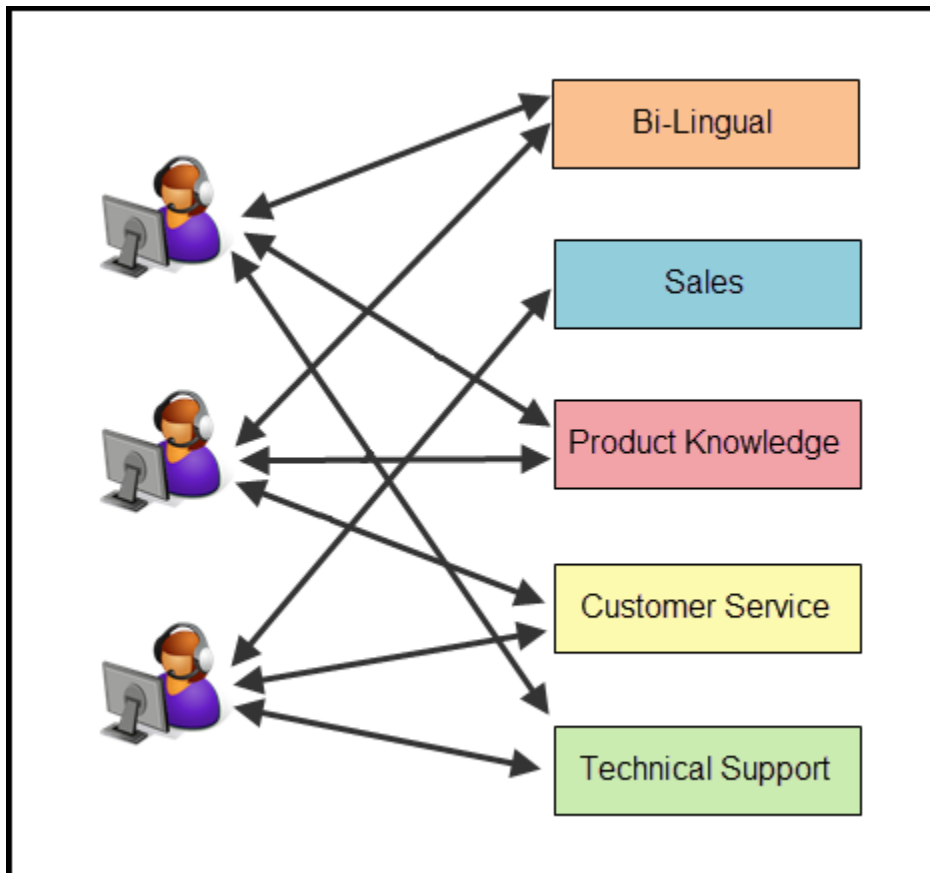 Bi-Lingual
Sales
Product Knowledge
Customer Service
Technical Support